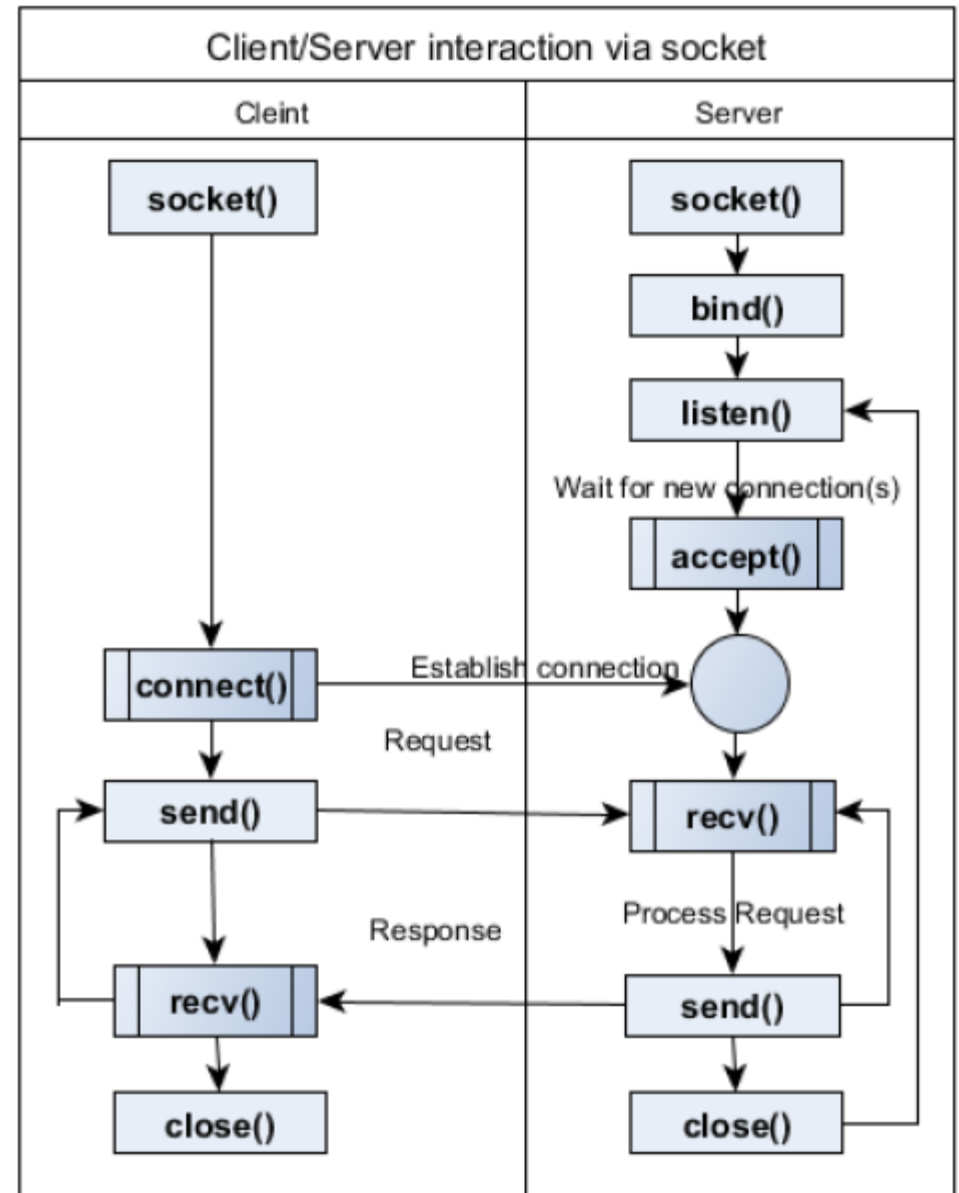 Client/Server interaction via socket
Cleint
Server
socket()
socket()
bind()
listen()
Wait for new connection(s)
accept()
Establish connection
connect()
Request
send()
recv()
Process Request
Response
recv()
send()
close()
close()